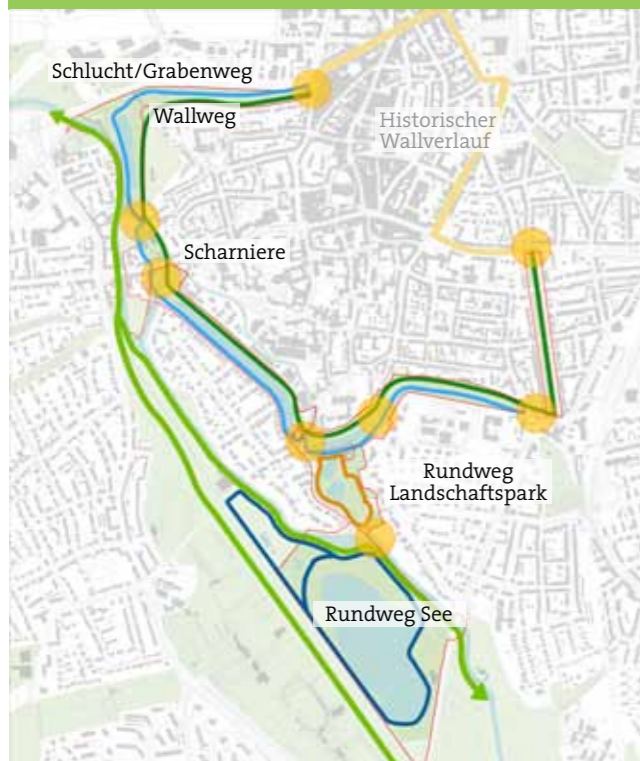 Schlucht/Grabenweg
Wallweg
Historischer
Wallverlauf
Scharniere
Rundweg
Landschaftspark
Rundweg See